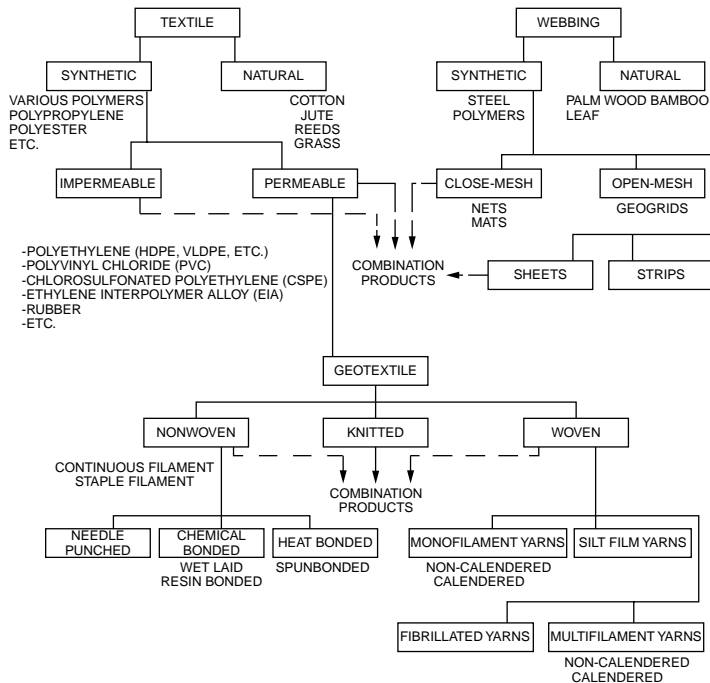 TEXTILE
WEBBING
SYNTHETIC
NATURAL
SYNTHETIC
NATURAL
VARIOUS POLYMERS
POLYPROPYLENE
POLYESTER
ETC.
COTTON
JUTE
REEDS
GRASS
STEEL
POLYMERS
PALM WOOD BAMBOO
LEAF
IMPERMEABLE
PERMEABLE
CLOSE-MESH
OPEN-MESH
NETS
MATS
GEOGRIDS
-POLYETHYLENE (HDPE, VLDPE, ETC.)
-POLYVINYL CHLORIDE (PVC)
-CHLOROSULFONATED POLYETHYLENE (CSPE)
-ETHYLENE INTERPOLYMER ALLOY (EIA)
-RUBBER
-ETC.
COMBINATION
PRODUCTS
SHEETS
STRIPS
GEOTEXTILE
NONWOVEN
KNITTED
WOVEN
CONTINUOUS FILAMENT
STAPLE FILAMENT
COMBINATION
PRODUCTS
NEEDLE
PUNCHED
CHEMICAL
BONDED
HEAT BONDED
MONOFILAMENT YARNS
SILT FILM YARNS
WET LAID
RESIN BONDED
SPUNBONDED
NON-CALENDERED
CALENDERED
FIBRILLATED YARNS
MULTIFILAMENT YARNS
NON-CALENDERED
CALENDERED